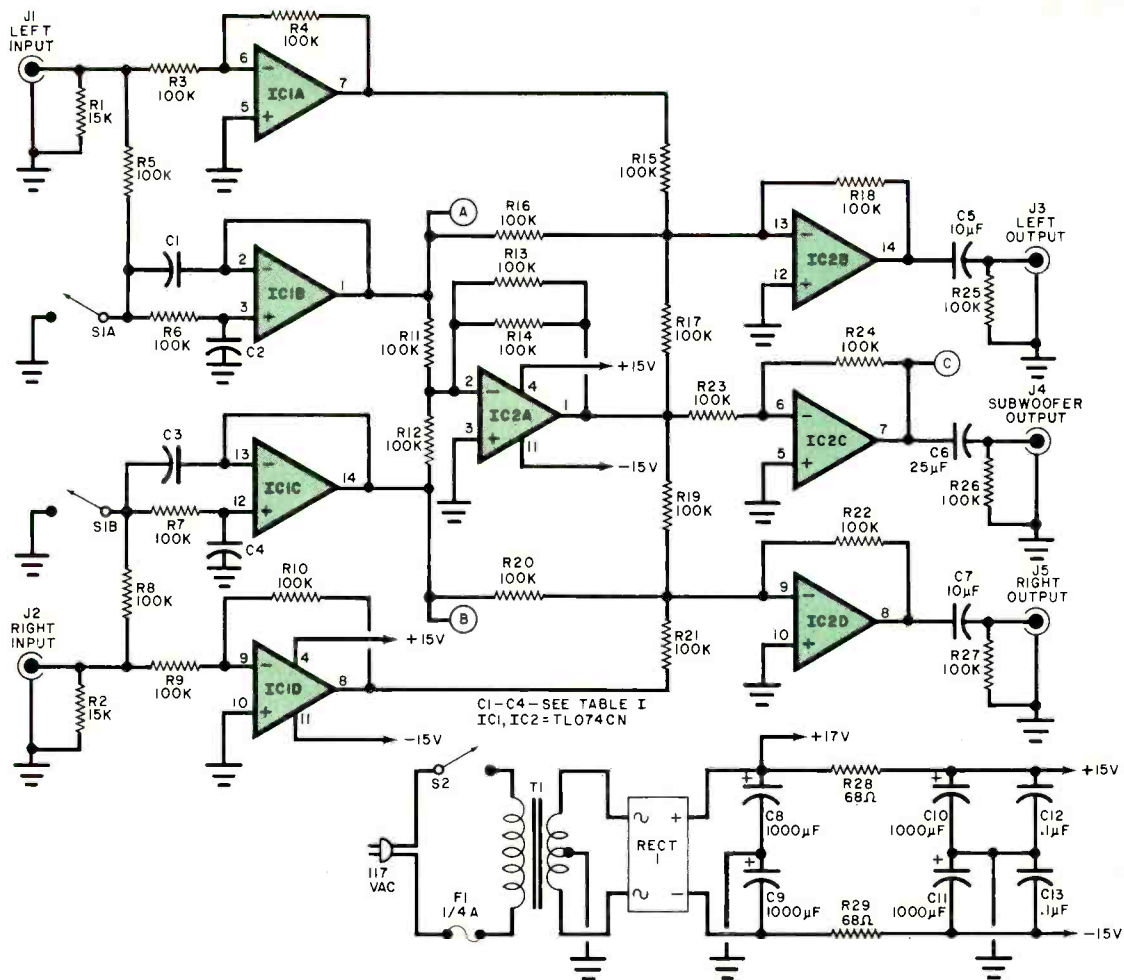 J1
LEFT
INPUT
R1
15K
R3
100K
R4
100K
6
5
7
IC1A
R5
100K
C1
S1A
R6
100K
C2
2
3
1
IC1B
A
R16
100K
R13
100K
R14
100K
R11
100K
R12
100K
2
3
4
11
1
IC2A
+15V
-15V
R15
100K
R17
100K
R18
100K
13
12
14
IC2B
C5
10µF
R25
100K
J3
LEFT
OUTPUT
R23
100K
R24
100K
6
5
7
IC2C
C
C6
25µF
R26
100K
J4
SUBWOOFER
OUTPUT
R19
100K
C3
S1B
R7
100K
C4
13
12
14
IC1C
R8
100K
B
R20
100K
R21
100K
R22
100K
9
10
8
IC2D
C7
10µF
R27
100K
J5
RIGHT
OUTPUT
J2
RIGHT
INPUT
R2
15K
R9
100K
R10
100K
9
10
4
11
8
IC1D
+15V
-15V
C1-C4-SEE TABLE I
IC1, IC2=TL074CN
117
VAC
S2
F1
1/4A
T1
RECT
1
+
-
+17V
+
C8
1000µF
+
C9
1000µF
R28
68Ω
R29
68Ω
+
C10
1000µF
+
C11
1000µF
C12
.1µF
C13
.1µF
+15V
-15V